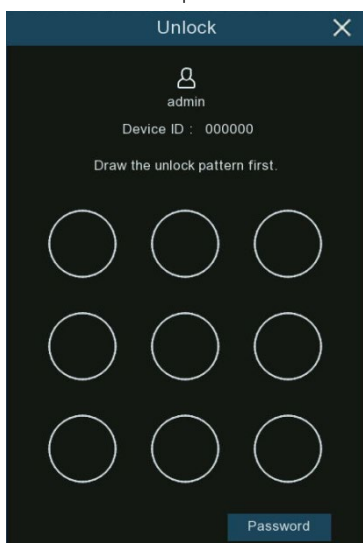 Unlock
admin
Device ID : 000000
Draw the unlock pattern first.
Password